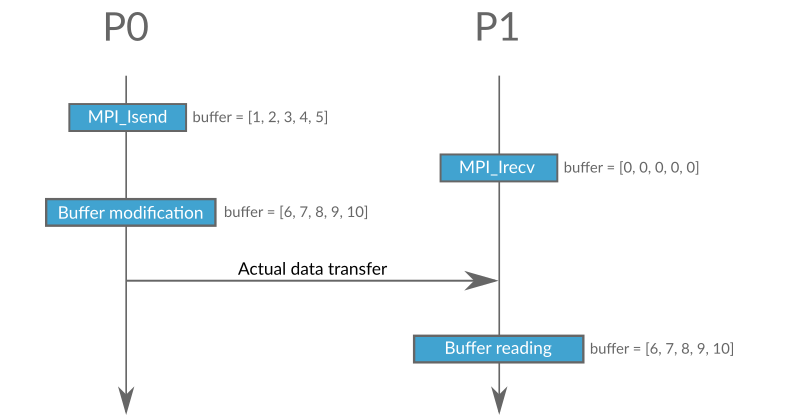 P0
P1
MPI_Isend
buffer = [1, 2, 3, 4, 5]
MPI_Irecv
buffer = [0, 0, 0, 0, 0]
Buffer modification
buffer = [6, 7, 8, 9, 10]
Actual data transfer
Buffer reading
buffer = [6, 7, 8, 9, 10]